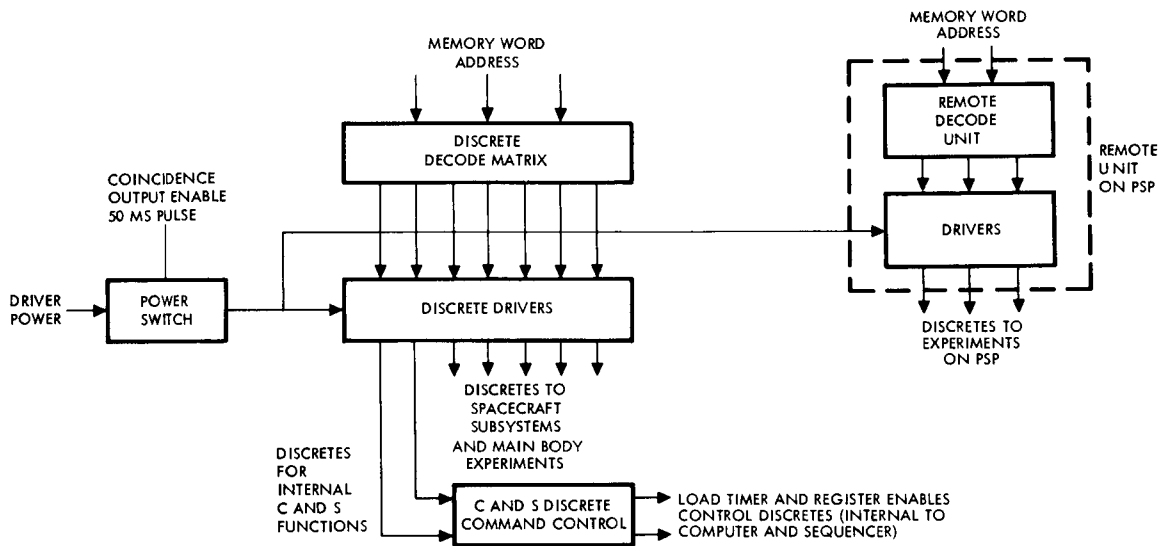 MEMORY WORD
ADDRESS
DISCRETE
DECODE MATRIX
COINCIDENCE
OUTPUT ENABLE
50 MS PULSE
DRIVER
POWER
POWER
SWITCH
DISCRETE DRIVERS
DISCRETES TO
SPACECRAFT
SUBSYSTEMS
AND MAIN BODY
EXPERIMENTS
DISCRETES
FOR
INTERNAL
C AND S
FUNCTIONS
C AND S DISCRETE
COMMAND CONTROL
LOAD TIMER AND REGISTER ENABLES
CONTROL DISCRETES (INTERNAL TO
COMPUTER AND SEQUENCER)
MEMORY WORD
ADDRESS
REMOTE
DECODE
UNIT
REMOTE
UNIT
ON PSP
DRIVERS
DISCRETES TO
EXPERIMENTS
ON PSP